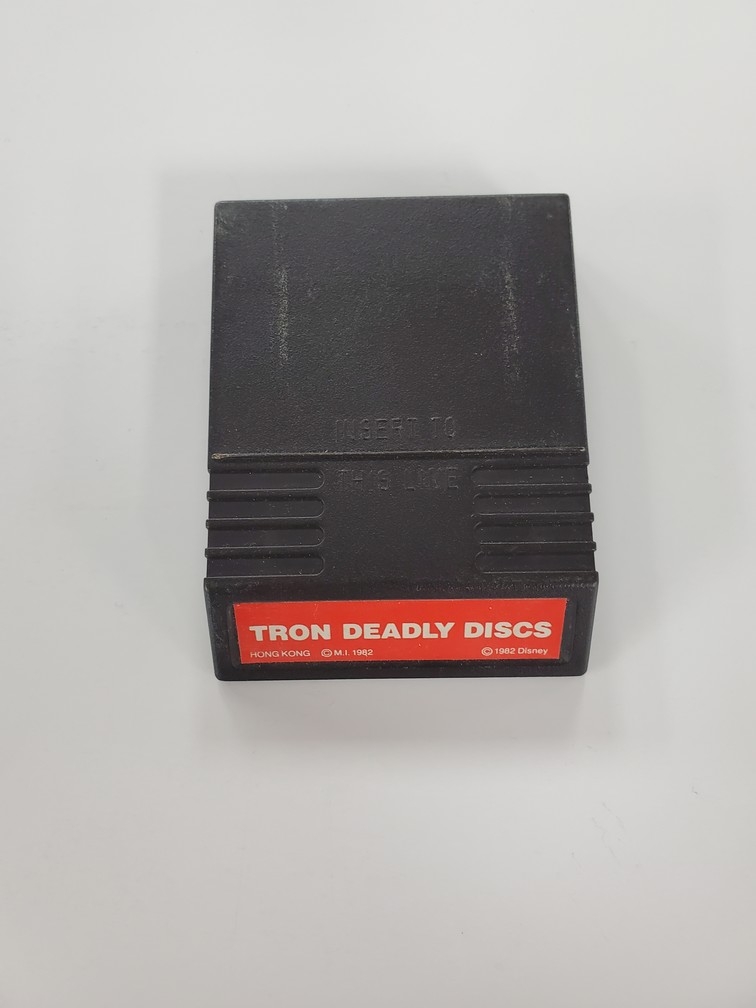 INSERT TO
THIS LINE
TRON DEADLY DISCS
HONG KONG © M.I. 1982 © 1982 Disney